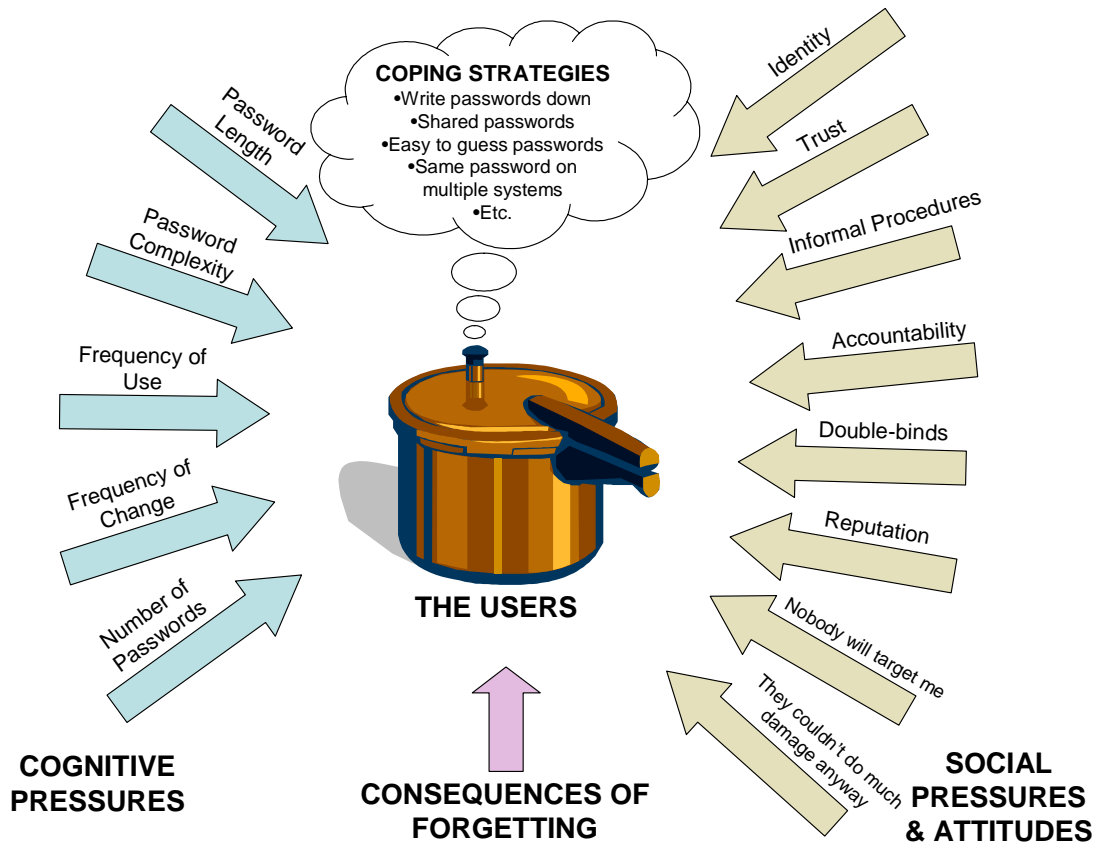 COPING STRATEGIES
•Write passwords down
•Shared passwords
•Easy to guess passwords
•Same password on
multiple systems
•Etc.
Password
Length
Password
Complexity
Frequency of
Use
Frequency of
Change
Number of
Passwords
COGNITIVE
PRESSURES
THE USERS
CONSEQUENCES OF
FORGETTING
Identity
Trust
Informal Procedures
Accountability
Double-binds
Reputation
Nobody will target me
They couldn't do much
damage anyway
SOCIAL
PRESSURES
& ATTITUDES